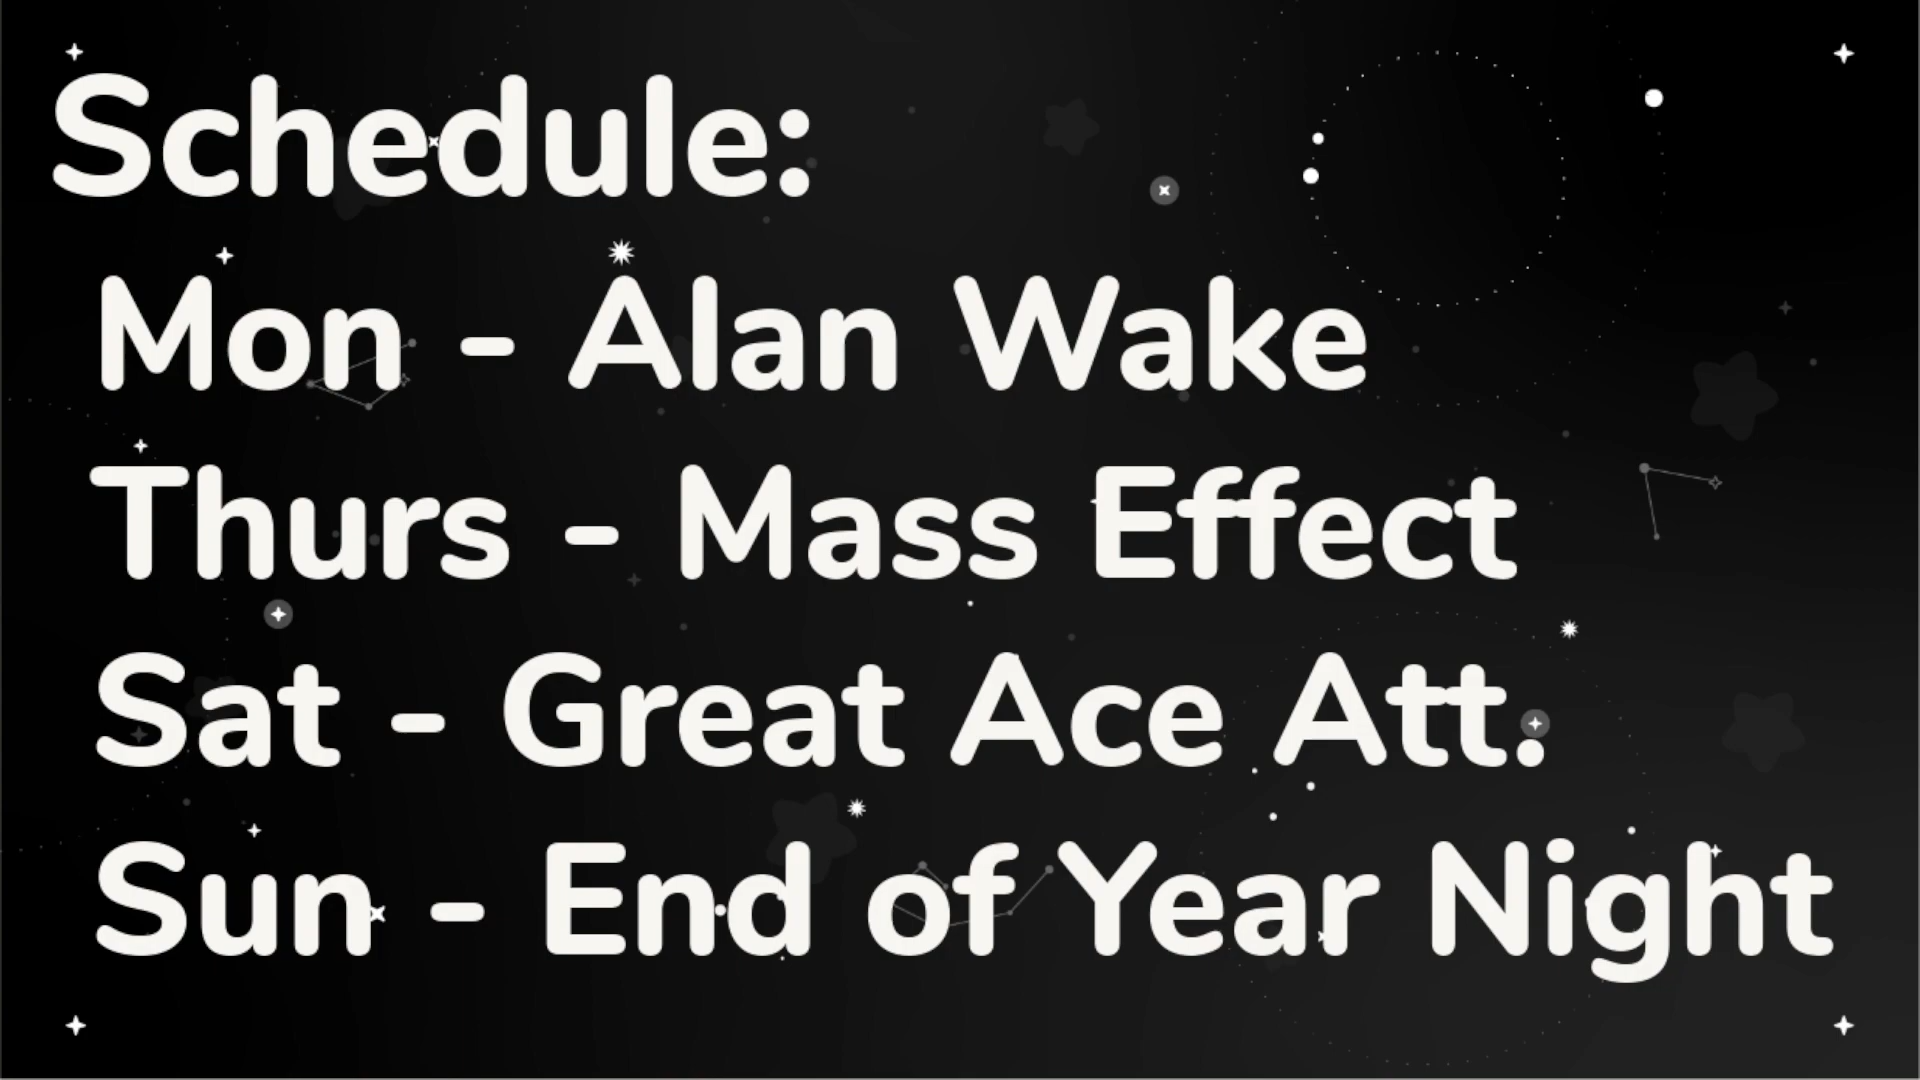 Schedule:
Mon - Alan Wake
Thurs - Mass Effect
Sat - Great Ace Att.
Sun - End of Year Night